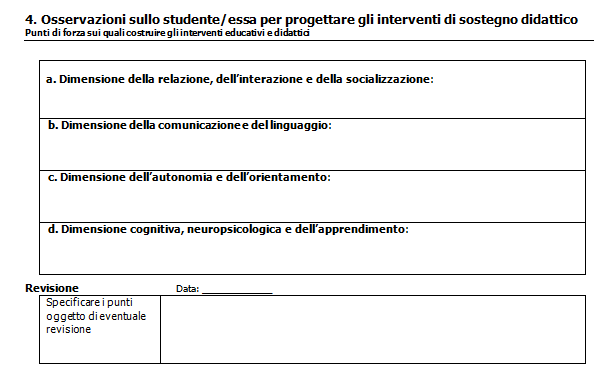 4. Osservazioni sullo studente/essa per progettare gli interventi di sostegno didattico
Punti di forza sui quali costruire gli interventi educativi e didattici
a. Dimensione della relazione, dell’interazione e della socializzazione:
b. Dimensione della comunicazione e del linguaggio:
c. Dimensione dell’autonomia e dell’orientamento:
d. Dimensione cognitiva, neuropsicologica e dell’apprendimento:
Revisione Data: ______________
Specificare i punti
oggetto di eventuale
revisione